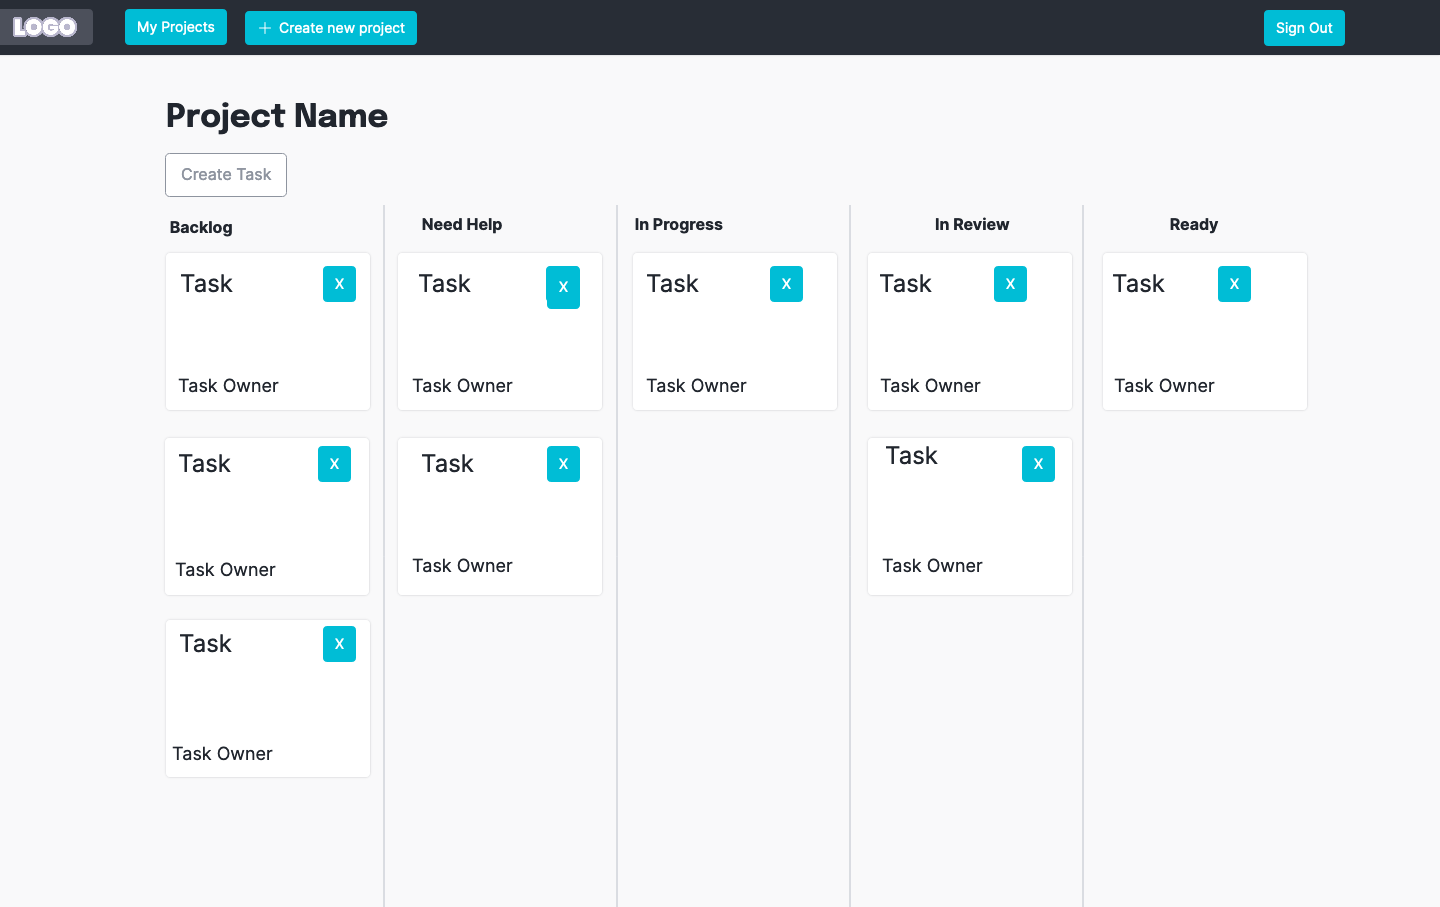 LOGO
My Projects
Create new project
Sign Out
Project Name
Create Task
Backlog
Need Help
In Progress
In Review
Ready
Task
X
Task
X
Task
X
Task
X
Task
X
Task Owner
Task Owner
Task Owner
Task Owner
Task Owner
Task
X
Task
X
Task
X
Task Owner
Task Owner
Task Owner
Task
X
Task Owner